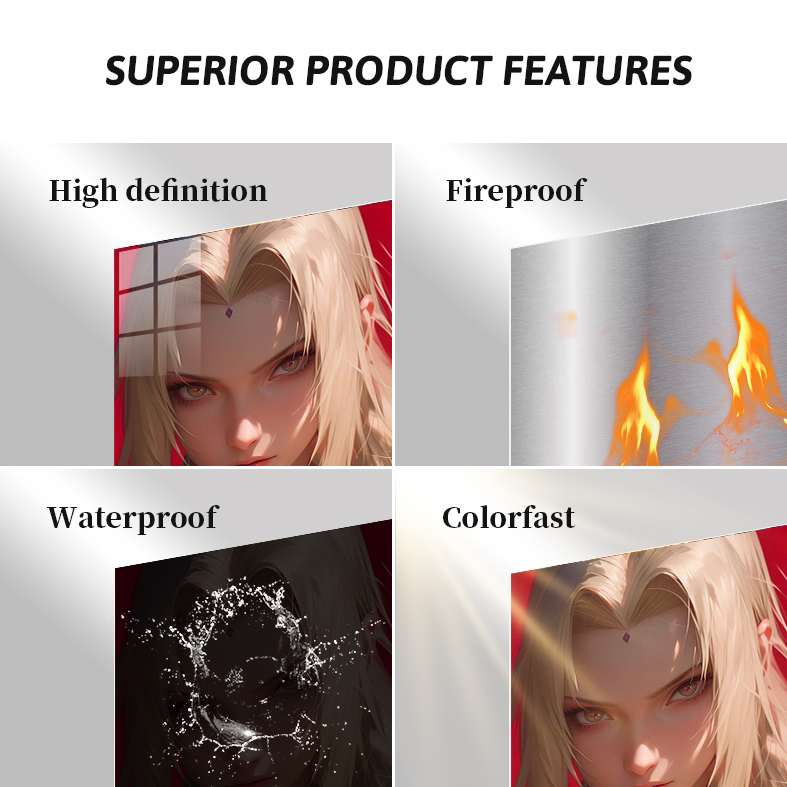 SUPERIOR PRODUCT FEATURES
High definition
Fireproof
Waterproof
Colorfast